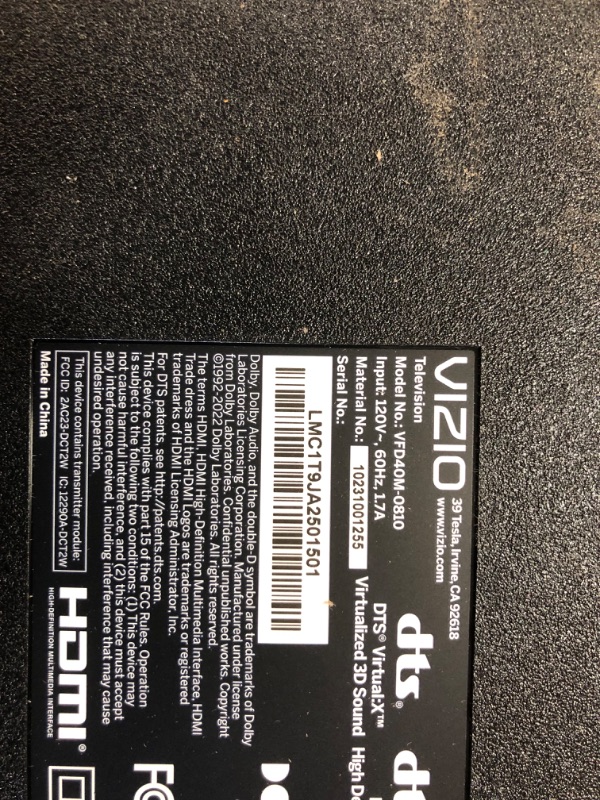 VIZIO
39 Tesla, Irvine, CA 92618
www.vizio.com
Television
Model No.: VFD40M-0810
Input: 120V~, 60Hz, 1.7A
Material No.: 10231001255
Serial No.:
LMC1T9JA2501501
dts®
DTS® Virtual:X™
Virtualized 3D Sound
High
Dolby, Dolby Audio, and the double-D symbol are trademarks of Dolby
Laboratories Licensing Corporation. Manufactured under license
from Dolby Laboratories. Confidential unpublished works. Copyright
©1992-2022 Dolby Laboratories. All rights reserved.
The terms HDMI, HDMI High-Definition Multimedia Interface, HDMI
Trade dress and the HDMI Logos are trademarks or registered
trademarks of HDMI Licensing Administrator, Inc.
For DTS patents, see http://patents.dts.com.
This device complies with part 15 of the FCC Rules. Operation
is subject to the following two conditions: (1) This device may
not cause harmful interference, and (2) this device must accept
any interference received, including interference that may cause
undesired operation.
This device contains transmitter module:
FCC ID: 2AC23-DCT2W IC: 12290A-DCT2W
Made in China
HDMI®
HIGH-DEFINITION MULTIMEDIA INTERFACE